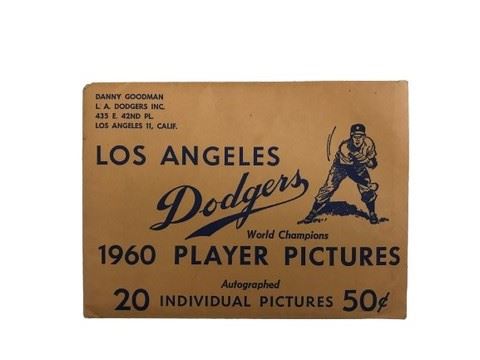 DANNY GOODMAN
L. A. DODGERS INC.
435 E. 42ND PL.
LOS ANGELES 11, CALIF.
LOS ANGELES
Dodgers
World Champions
1960 PLAYER PICTURES
Autographed
20 INDIVIDUAL PICTURES 50¢